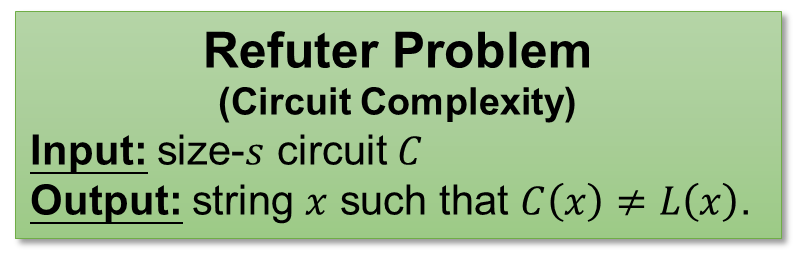 Refuter Problem
(Circuit Complexity)
Input: size-𝑠 circuit 𝐶
Output: string 𝑥 such that 𝐶(𝑥) ≠ 𝐿(𝑥).